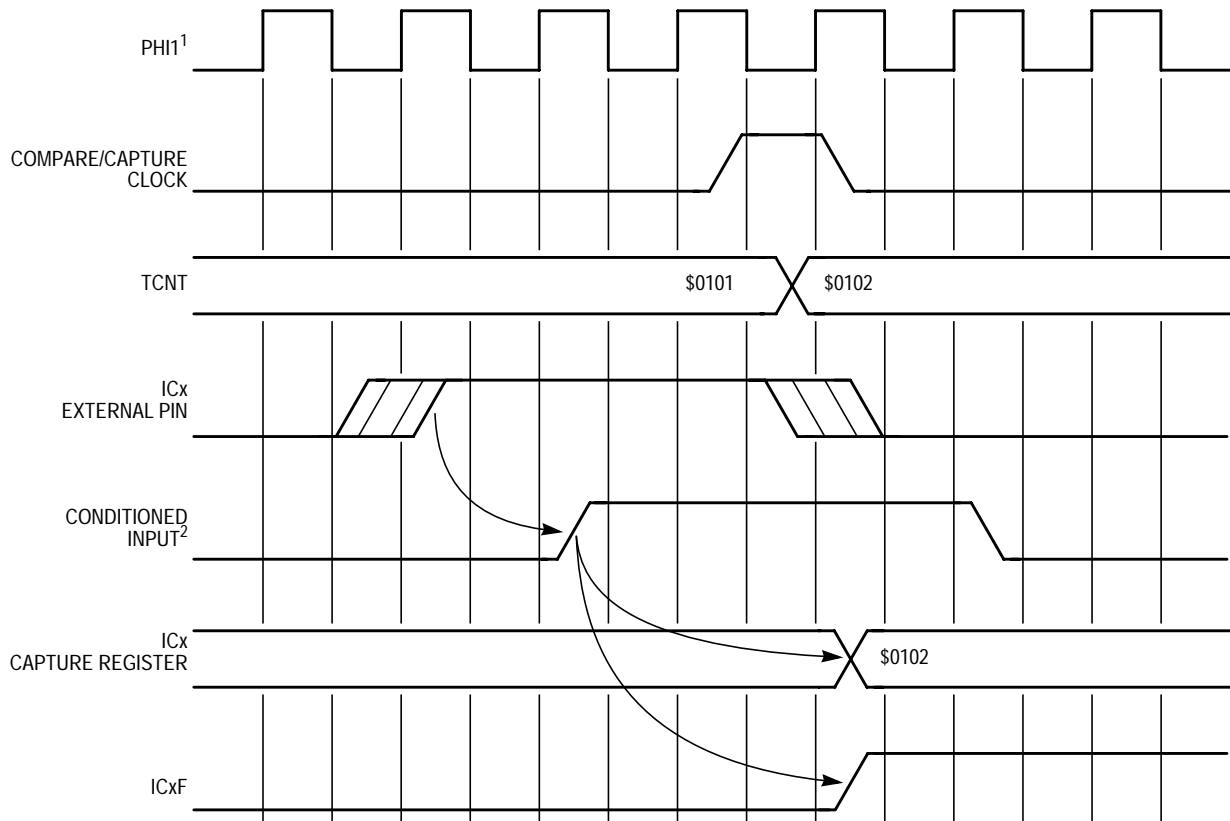 PHI1¹
COMPARE/CAPTURE
CLOCK
TCNT
$0101
$0102
ICx
EXTERNAL PIN
CONDITIONED
INPUT²
ICx
CAPTURE REGISTER
$0102
ICxF